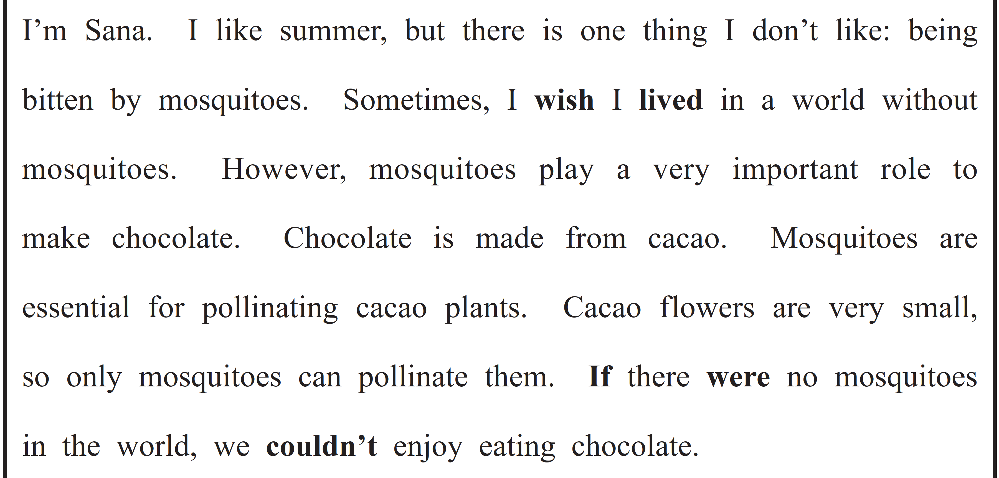 I’m Sana. I like summer, but there is one thing I don’t like: being
bitten by mosquitoes. Sometimes, I wish I lived in a world without
mosquitoes. However, mosquitoes play a very important role to
make chocolate. Chocolate is made from cacao. Mosquitoes are
essential for pollinating cacao plants. Cacao flowers are very small,
so only mosquitoes can pollinate them. If there were no mosquitoes
in the world, we couldn’t enjoy eating chocolate.